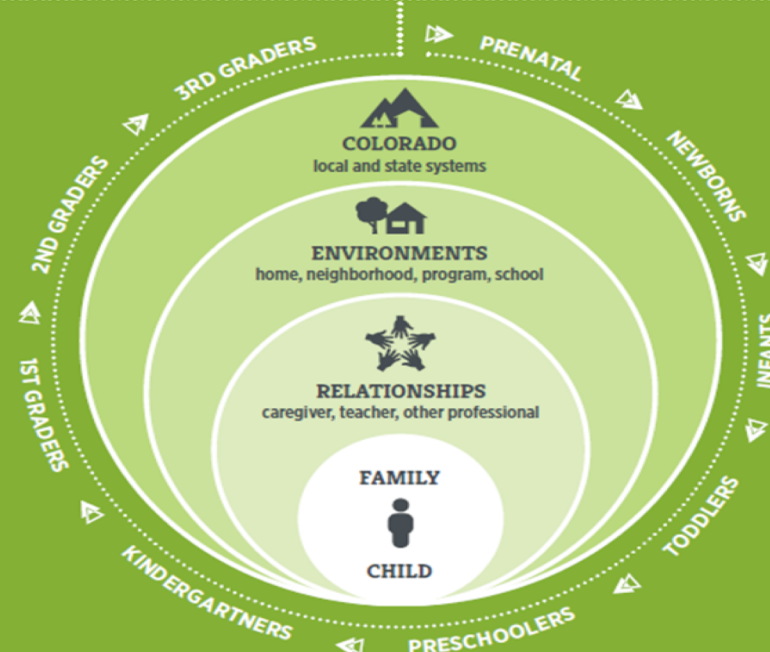 PRENATAL
NEWBORNS
INFANTS
TODDLERS
PRESCHOOLERS
KINDERGARTNERS
1ST GRADERS
2ND GRADERS
3RD GRADERS
COLORADO
local and state systems
ENVIRONMENTS
home, neighborhood, program, school
RELATIONSHIPS
caregiver, teacher, other professional
FAMILY
CHILD